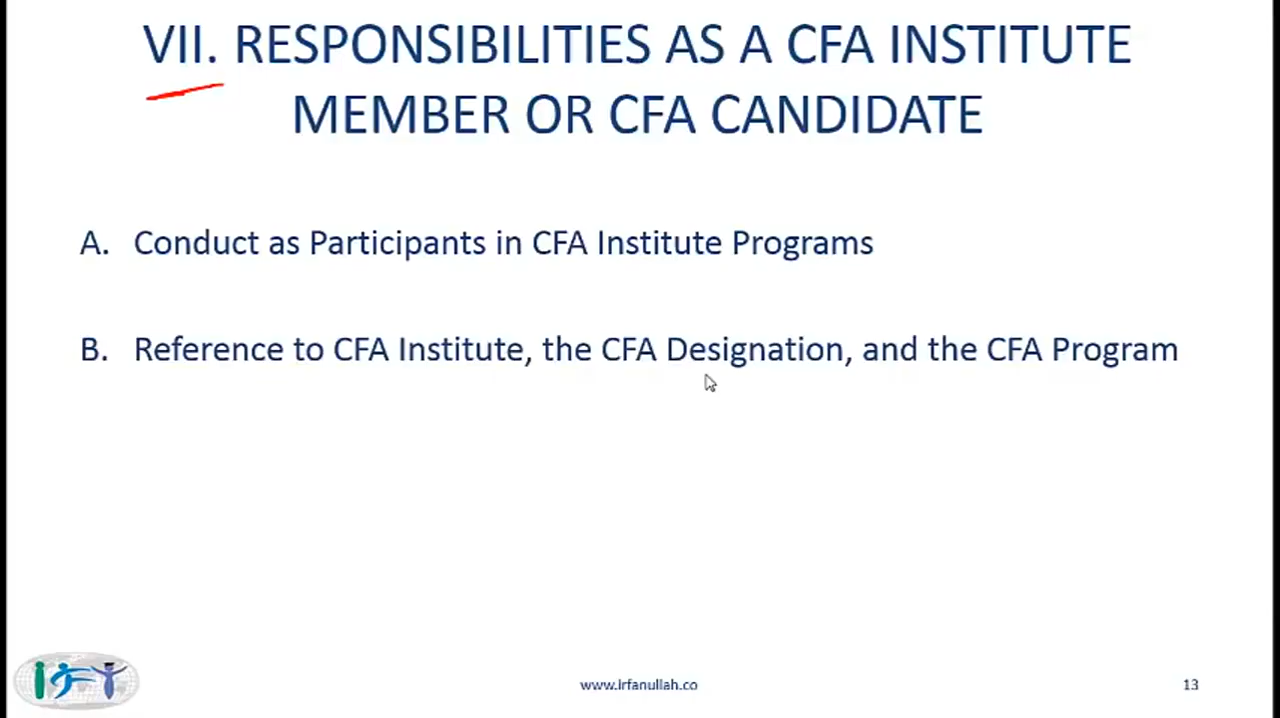 VII. RESPONSIBILITIES AS A CFA INSTITUTE
MEMBER OR CFA CANDIDATE
A. Conduct as Participants in CFA Institute Programs
B. Reference to CFA Institute, the CFA Designation, and the CFA Program
IFT
www.irfanullah.co
13